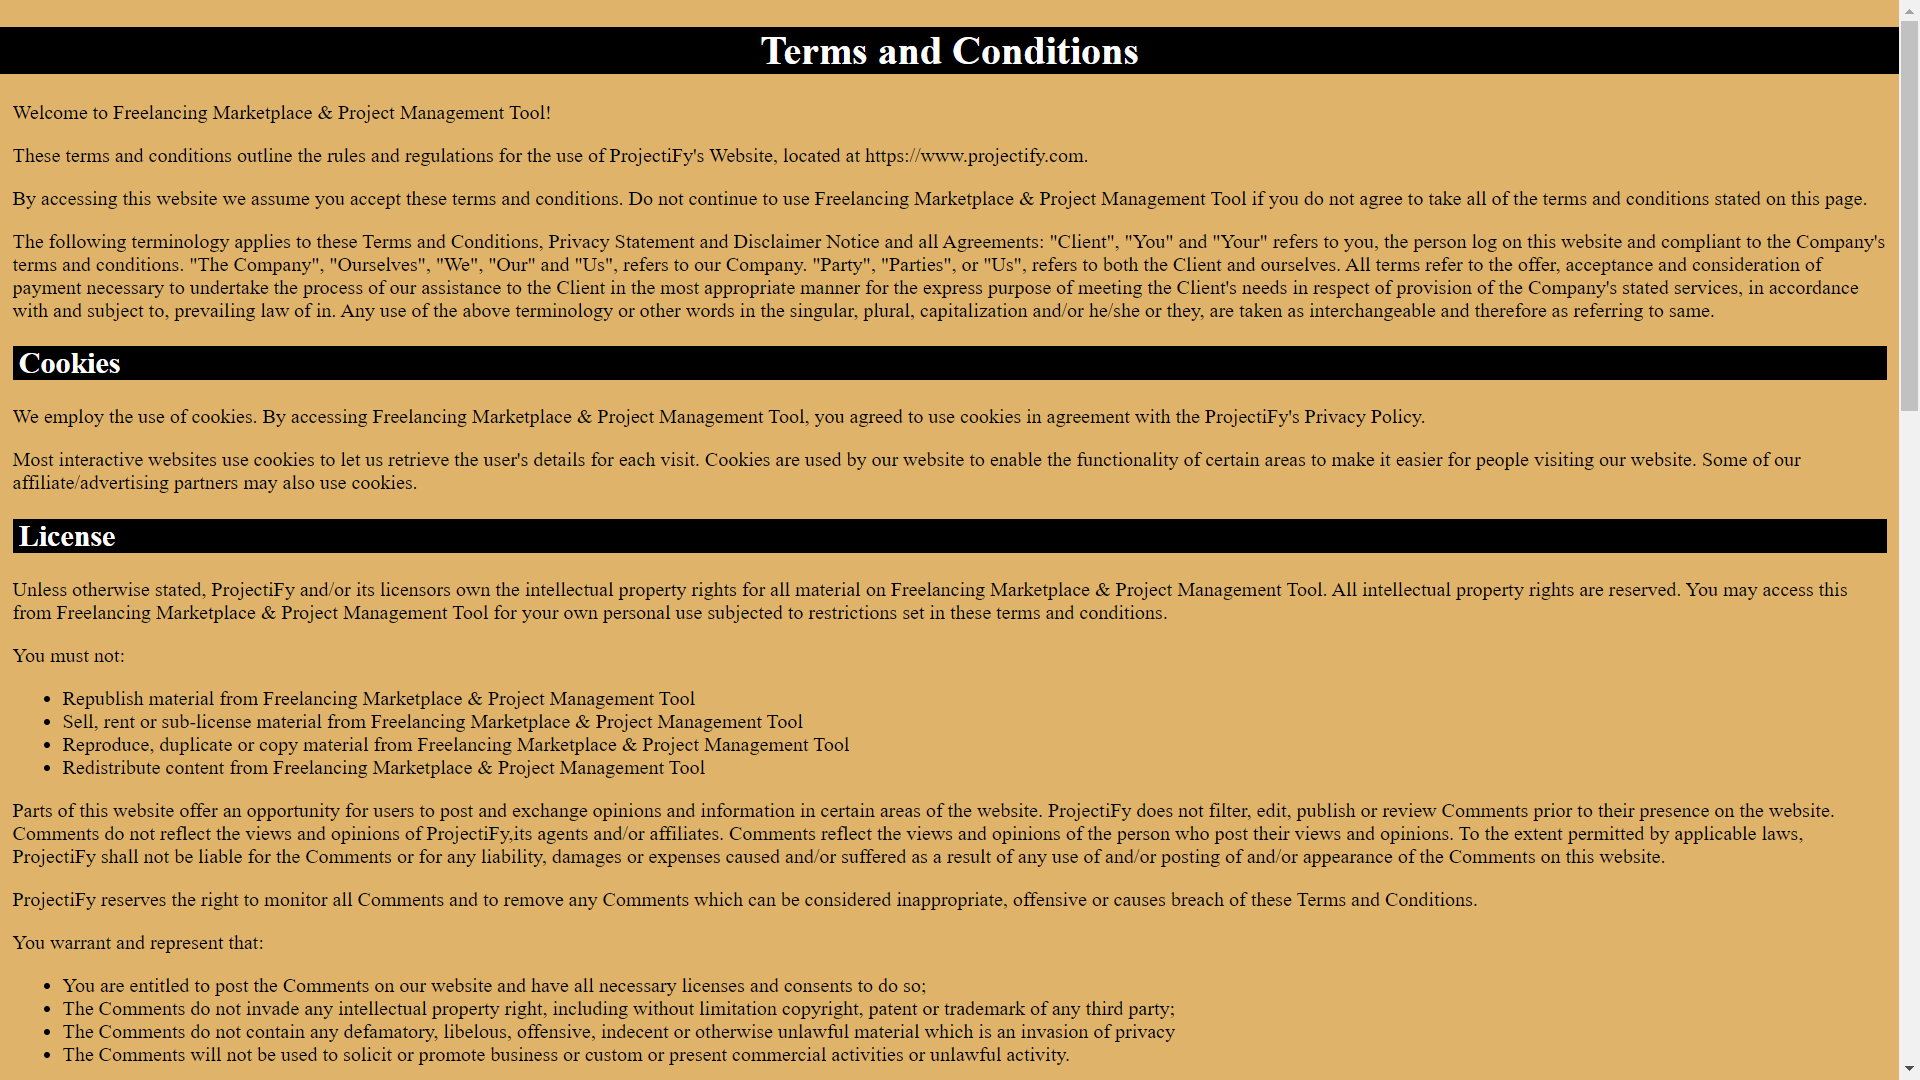 Terms and Conditions
Welcome to Freelancing Marketplace & Project Management Tool!
These terms and conditions outline the rules and regulations for the use of ProjectiFy's Website, located at https://www.projectify.com.
By accessing this website we assume you accept these terms and conditions. Do not continue to use Freelancing Marketplace & Project Management Tool if you do not agree to take all of the terms and conditions stated on this page.
The following terminology applies to these Terms and Conditions, Privacy Statement and Disclaimer Notice and all Agreements: "Client", "You" and "Your" refers to you, the person log on this website and compliant to the Company's
terms and conditions. "The Company", "Ourselves", "We", "Our" and "Us", refers to our Company. "Party", "Parties", or "Us", refers to both the Client and ourselves. All terms refer to the offer, acceptance and consideration of
payment necessary to undertake the process of our assistance to the Client in the most appropriate manner for the express purpose of meeting the Client's needs in respect of provision of the Company's stated services, in accordance
with and subject to, prevailing law of in. Any use of the above terminology or other words in the singular, plural, capitalization and/or he/she or they, are taken as interchangeable and therefore as referring to same.
Cookies
We employ the use of cookies. By accessing Freelancing Marketplace & Project Management Tool, you agreed to use cookies in agreement with the ProjectiFy's Privacy Policy.
Most interactive websites use cookies to let us retrieve the user's details for each visit. Cookies are used by our website to enable the functionality of certain areas to make it easier for people visiting our website. Some of our
affiliate/advertising partners may also use cookies.
License
Unless otherwise stated, ProjectiFy and/or its licensors own the intellectual property rights for all material on Freelancing Marketplace & Project Management Tool. All intellectual property rights are reserved. You may access this
from Freelancing Marketplace & Project Management Tool for your own personal use subjected to restrictions set in these terms and conditions.
You must not:
• Republish material from Freelancing Marketplace & Project Management Tool
• Sell, rent or sub-license material from Freelancing Marketplace & Project Management Tool
• Reproduce, duplicate or copy material from Freelancing Marketplace & Project Management Tool
• Redistribute content from Freelancing Marketplace & Project Management Tool
Parts of this website offer an opportunity for users to post and exchange opinions and information in certain areas of the website. ProjectiFy does not filter, edit, publish or review Comments prior to their presence on the website.
Comments do not reflect the views and opinions of ProjectiFy,its agents and/or affiliates. Comments reflect the views and opinions of the person who post their views and opinions. To the extent permitted by applicable laws,
ProjectiFy shall not be liable for the Comments or for any liability, damages or expenses caused and/or suffered as a result of any use of and/or posting of and/or appearance of the Comments on this website.
ProjectiFy reserves the right to monitor all Comments and to remove any Comments which can be considered inappropriate, offensive or causes breach of these Terms and Conditions.
You warrant and represent that:
• You are entitled to post the Comments on our website and have all necessary licenses and consents to do so;
• The Comments do not invade any intellectual property right, including without limitation copyright, patent or trademark of any third party;
• The Comments do not contain any defamatory, libelous, offensive, indecent or otherwise unlawful material which is an invasion of privacy
• The Comments will not be used to solicit or promote business or custom or present commercial activities or unlawful activity.